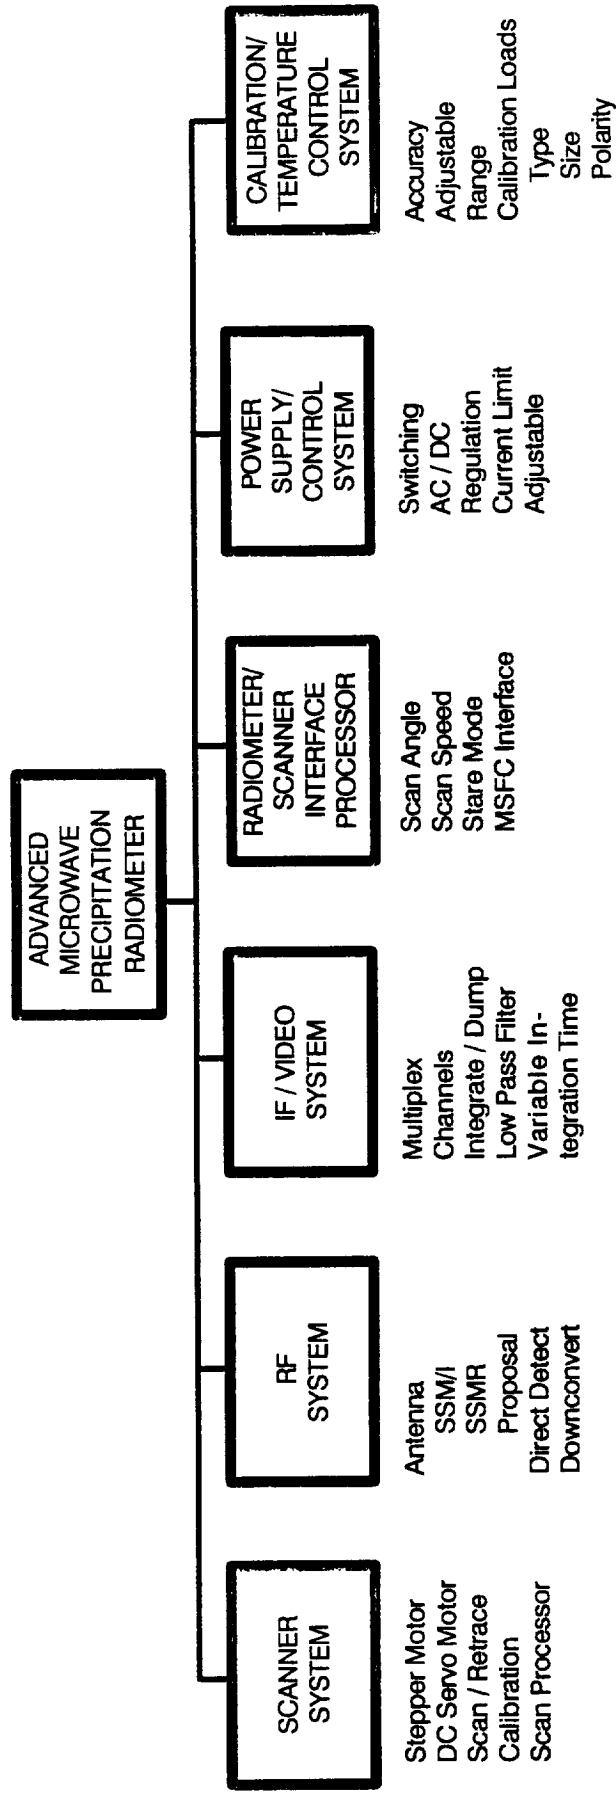 ADVANCED
MICROWAVE
PRECIPITATION
RADIOMETER
SCANNER
SYSTEM
Stepper Motor
DC Servo Motor
Scan / Retrace
Calibration
Scan Processor
RF
SYSTEM
Antenna
SSM/I
SSMR
Proposal
Direct Detect
Downconvert
IF / VIDEO
SYSTEM
Multiplex
Channels
Integrate / Dump
Low Pass Filter
Variable In-
tegration Time
RADIOMETER/
SCANNER
INTERFACE
PROCESSOR
Scan Angle
Scan Speed
Stare Mode
MSFC Interface
POWER
SUPPLY/
CONTROL
SYSTEM
Switching
AC / DC
Regulation
Current Limit
Adjustable
CALIBRATION/
TEMPERATURE
CONTROL
SYSTEM
Accuracy
Adjustable
Range
Calibration Loads
Type
Size
Polarity